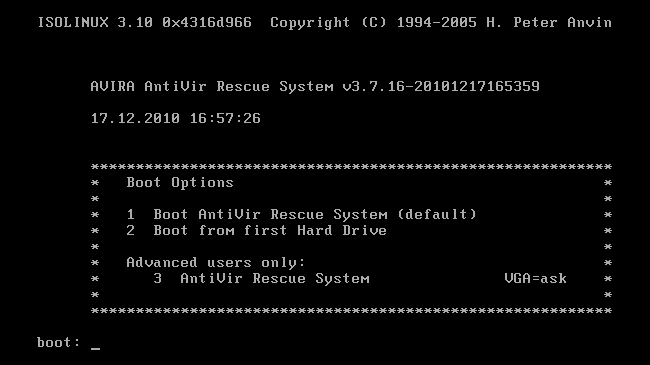 ISOLINUX 3.10 0x4316d966  Copyright (C) 1994-2005 H. Peter Anvin
AVIRA AntiVir Rescue System v3.7.16-20101217165359
17.12.2010 16:57:26
**********************************************************
*   Boot Options                                         *
*                                                        *
*   1  Boot AntiVir Rescue System (default)              *
*   2  Boot from first Hard Drive                        *
*                                                        *
*   Advanced users only:                                 *
*      3  AntiVir Rescue System               VGA=ask    *
*                                                        *
**********************************************************
boot: _